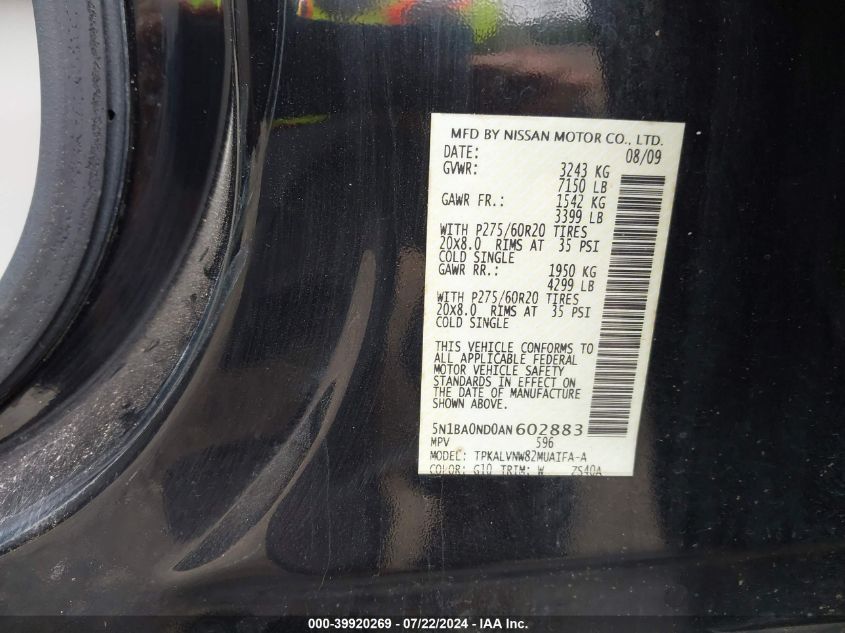 MFD BY NISSAN MOTOR CO., LTD.
DATE: 08/09
GVWR: 3243 KG
7150 LB
GAWR FR.: 1542 KG
3399 LB
WITH P275/60R20 TIRES
20X8.0 RIMS AT 35 PSI
COLD SINGLE
GAWR RR.: 1950 KG
4299 LB
WITH P275/60R20 TIRES
20X8.0 RIMS AT 35 PSI
COLD SINGLE
THIS VEHICLE CONFORMS TO
ALL APPLICABLE FEDERAL
MOTOR VEHICLE SAFETY
STANDARDS IN EFFECT ON
THE DATE OF MANUFACTURE
SHOWN ABOVE.
5N1BA0ND0AN602883
MPV 596
MODEL: TPKALVNW82MUAIFA-A
COLOR: G10 TRIM: W ZS40A
000-39920269 - 07/22/2024 - IAA Inc.